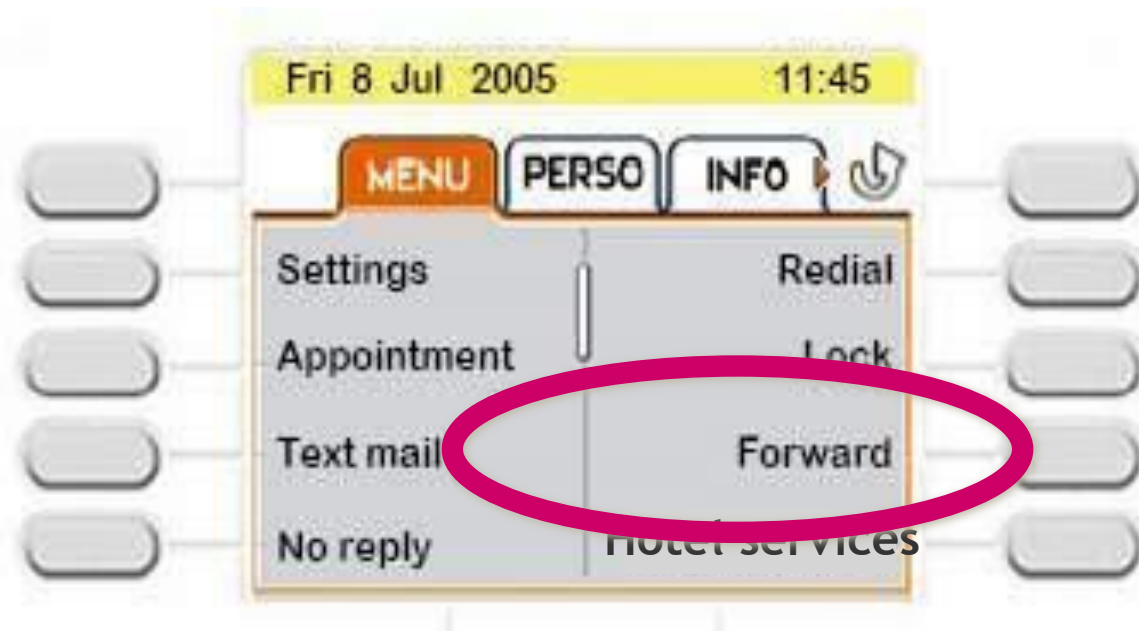 Fri 8 Jul 2005 11:45
MENU PERSO INFO
Settings Redial
Appointment Lock
Text mail Forward
No reply Hotel services